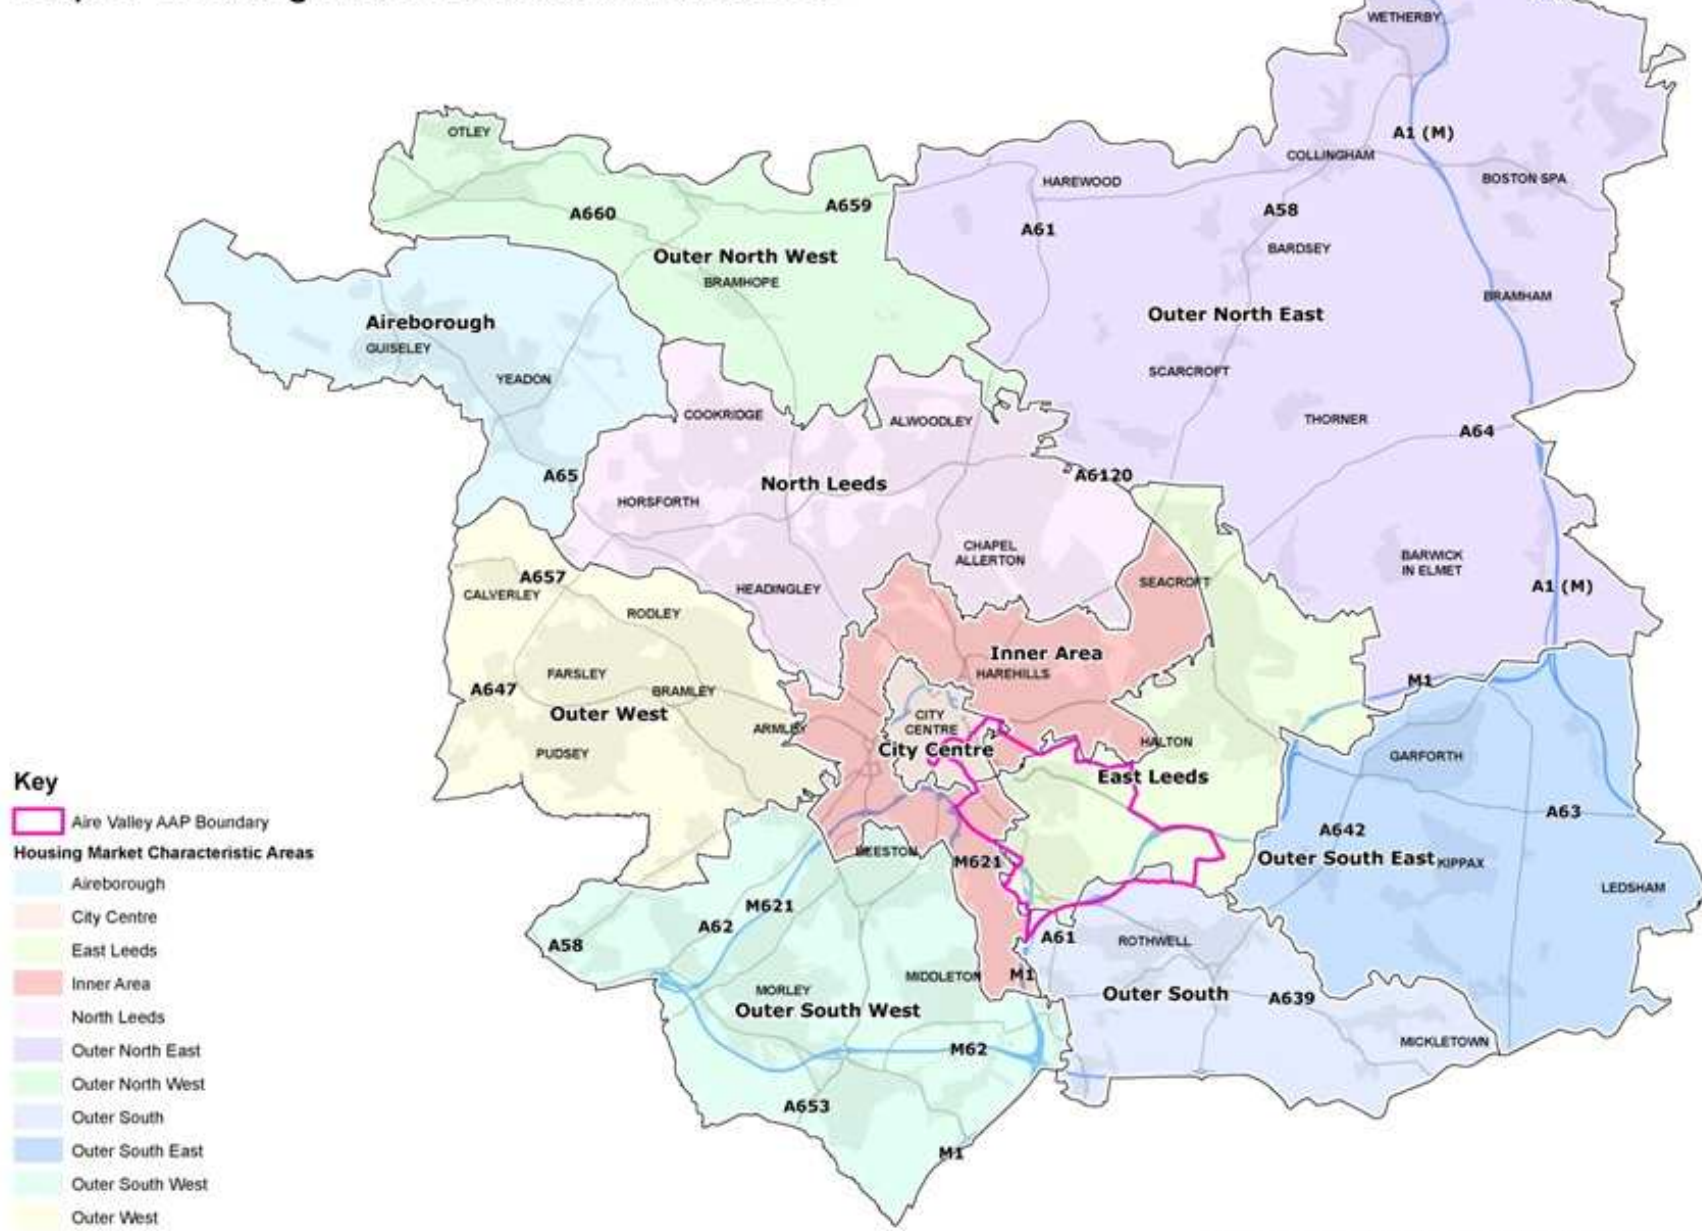 WETHERBY
A1 (M)
OTLEY
COLLINGHAM
HAREWOOD
BOSTON SPA
A660
A659
A61
A58
BARDSEY
Outer North West
BRAMHOPE
BRAMHAM
Outer North East
Aireborough
GUISELEY
YEADON
SCARCROFT
COOKRIDGE
ALWOODLEY
THORNER
A64
A65
North Leeds
A6120
HORSFORTH
CHAPEL
ALLERTON
BARWICK
IN ELMET
A657
CALVERLEY
HEADINGLEY
SEACROFT
A1 (M)
RODLEY
Inner Area
HAREHILLS
FARSLEY
A647
BRAMLEY
M1
Outer West
ARMLEY
CITY
CENTRE
City Centre
HALTON
PUDSEY
GARFORTH
East Leeds
A63
A642
BEESTON
M621
Outer South East
KIPPAX
LEDSHAM
M621
A62
A58
A61
ROTHWELL
MIDDLETON
M1
MORLEY
Outer South
A639
Outer South West
M62
MICKLETOWN
A653
M1
Key
Aire Valley AAP Boundary
Housing Market Characteristic Areas
Aireborough
City Centre
East Leeds
Inner Area
North Leeds
Outer North East
Outer North West
Outer South
Outer South East
Outer South West
Outer West